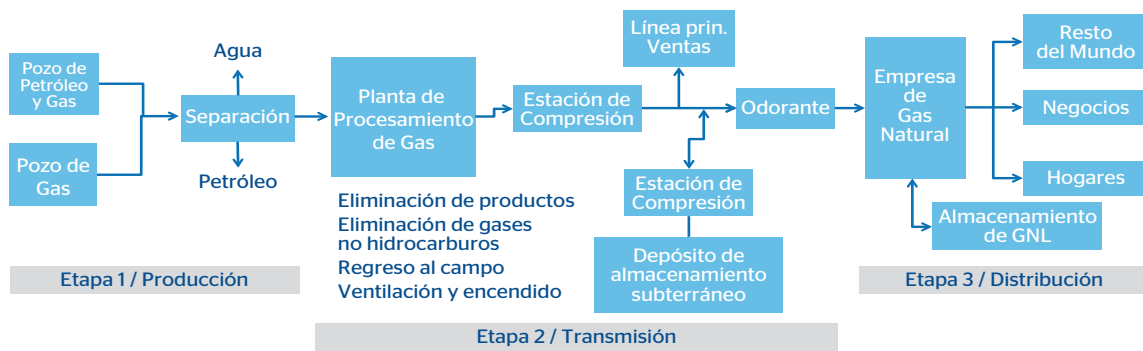 Pozo de
Petróleo
y Gas
Pozo de
Gas
Agua
Separación
Petróleo
Etapa 1 / Producción
Planta de
Procesamiento
de Gas
Eliminación de productos
Eliminación de gases
no hidrocarburos
Regreso al campo
Ventilación y encendido
Estación de
Compresión
Línea prin.
Ventas
Odorante
Estación de
Compresión
Depósito de
almacenamiento
subterráneo
Etapa 2 / Transmisión
Empresa
de
Gas
Natural
Resto
del Mundo
Negocios
Hogares
Almacenamiento
de GNL
Etapa 3 / Distribución